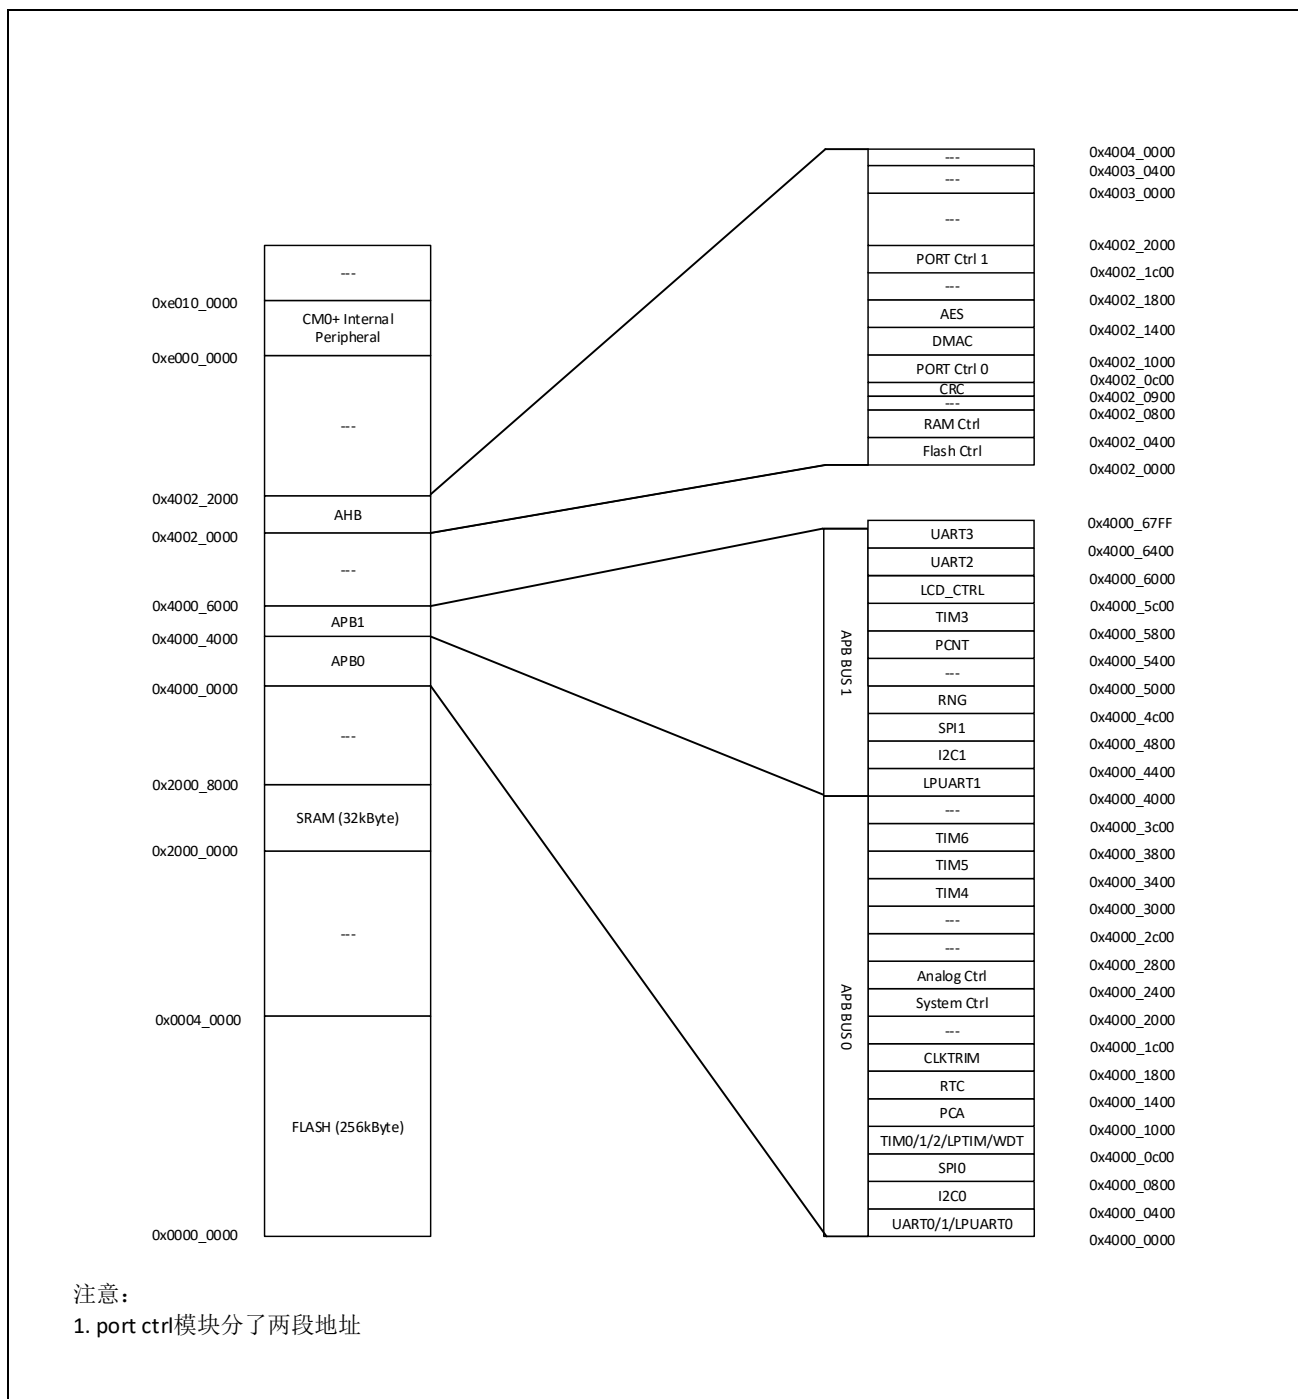 ---
0xe010_0000
CM0+ Internal
Peripheral
0xe000_0000
---
0x4002_2000
AHB
0x4002_0000
---
0x4000_6000
APB1
0x4000_4000
APB0
0x4000_0000
---
0x2000_8000
SRAM (32kByte)
0x2000_0000
---
0x0004_0000
FLASH (256kByte)
0x0000_0000
---
0x4004_0000
---
0x4003_0400
0x4003_0000
---
0x4002_2000
PORT Ctrl 1
0x4002_1c00
---
0x4002_1800
AES
0x4002_1400
DMAC
0x4002_1000
PORT Ctrl 0
0x4002_0c00
CRC
0x4002_0900
---
0x4002_0800
RAM Ctrl
0x4002_0400
Flash Ctrl
0x4002_0000
APB BUS 1
0x4000_67FF
UART3
0x4000_6400
UART2
0x4000_6000
LCD_CTRL
0x4000_5c00
TIM3
0x4000_5800
PCNT
0x4000_5400
---
0x4000_5000
RNG
0x4000_4c00
SPI1
0x4000_4800
I2C1
0x4000_4400
LPUART1
0x4000_4000
APB BUS 0
---
0x4000_3c00
TIM6
0x4000_3800
TIM5
0x4000_3400
TIM4
0x4000_3000
---
0x4000_2c00
---
0x4000_2800
Analog Ctrl
0x4000_2400
System Ctrl
0x4000_2000
---
0x4000_1c00
CLKTRIM
0x4000_1800
RTC
0x4000_1400
PCA
0x4000_1000
TIM0/1/2/LPTIM/WDT
0x4000_0c00
SPI0
0x4000_0800
I2C0
0x4000_0400
UART0/1/LPUART0
0x4000_0000
注意：
1. port ctrl模块分了两段地址